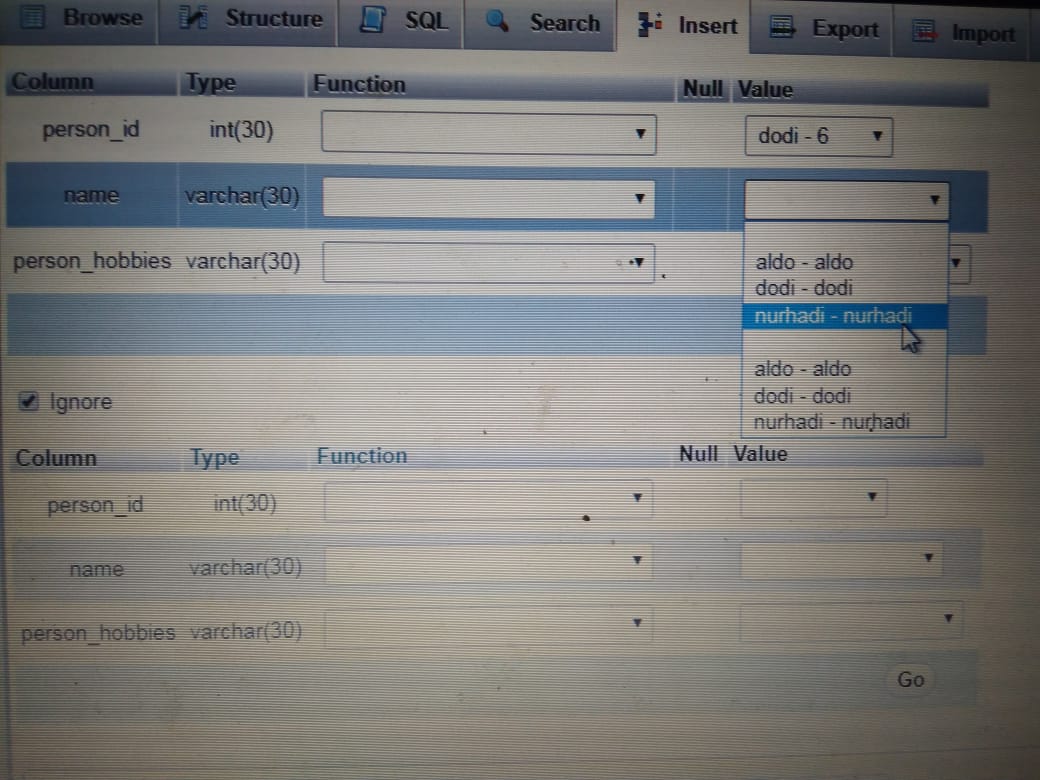 Browse Structure SQL Search Insert Export Import
Column Type Function Null Value
person_id int(30) dodi - 6
name varchar(30)
person_hobbies varchar(30)
aldo - aldo
dodi - dodi
nurhadi - nurhadi
aldo - aldo
dodi - dodi
nurhadi - nurhadi
Ignore
Column Type Function Null Value
person_id int(30)
name varchar(30)
person_hobbies varchar(30)
Go